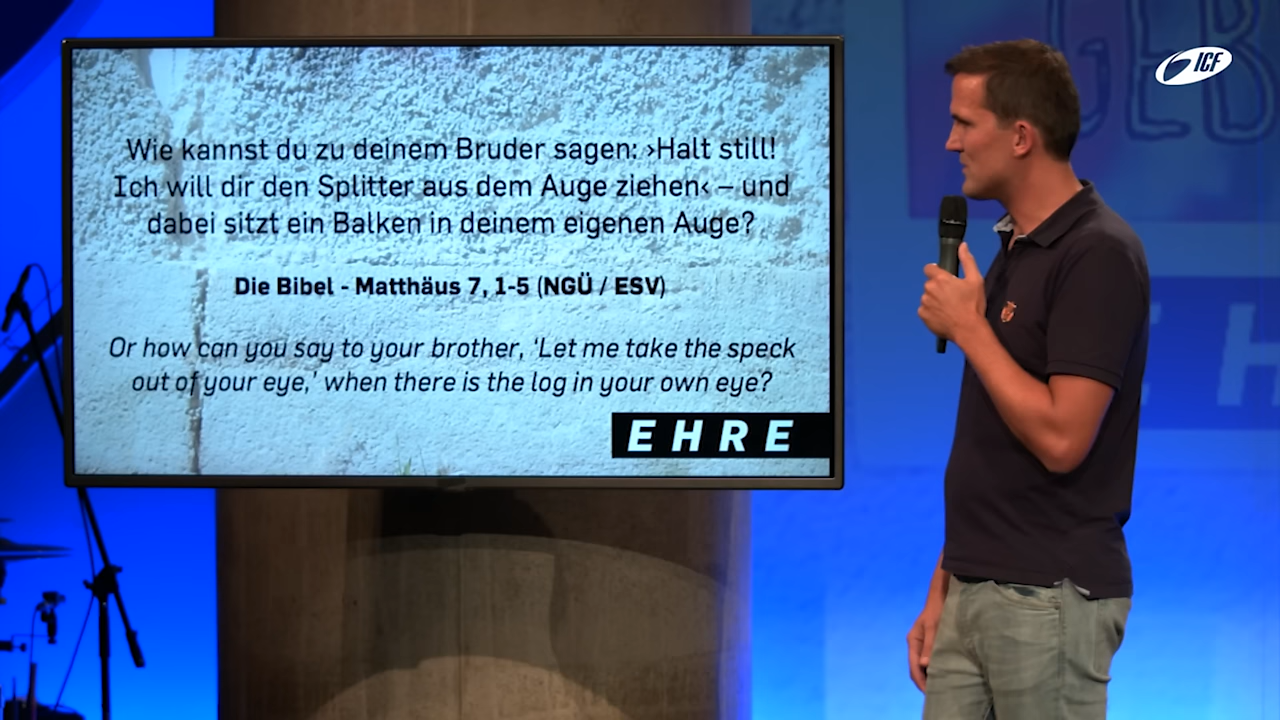 Wie kannst du zu deinem Bruder sagen: ›Halt still!
Ich will dir den Splitter aus dem Auge ziehen‹ – und
dabei sitzt ein Balken in deinem eigenen Auge?
Die Bibel - Matthäus 7, 1-5 (NGÜ / ESV)
Or how can you say to your brother, ‘Let me take the speck
out of your eye,’ when there is the log in your own eye?
EHRE
ICF
GEB